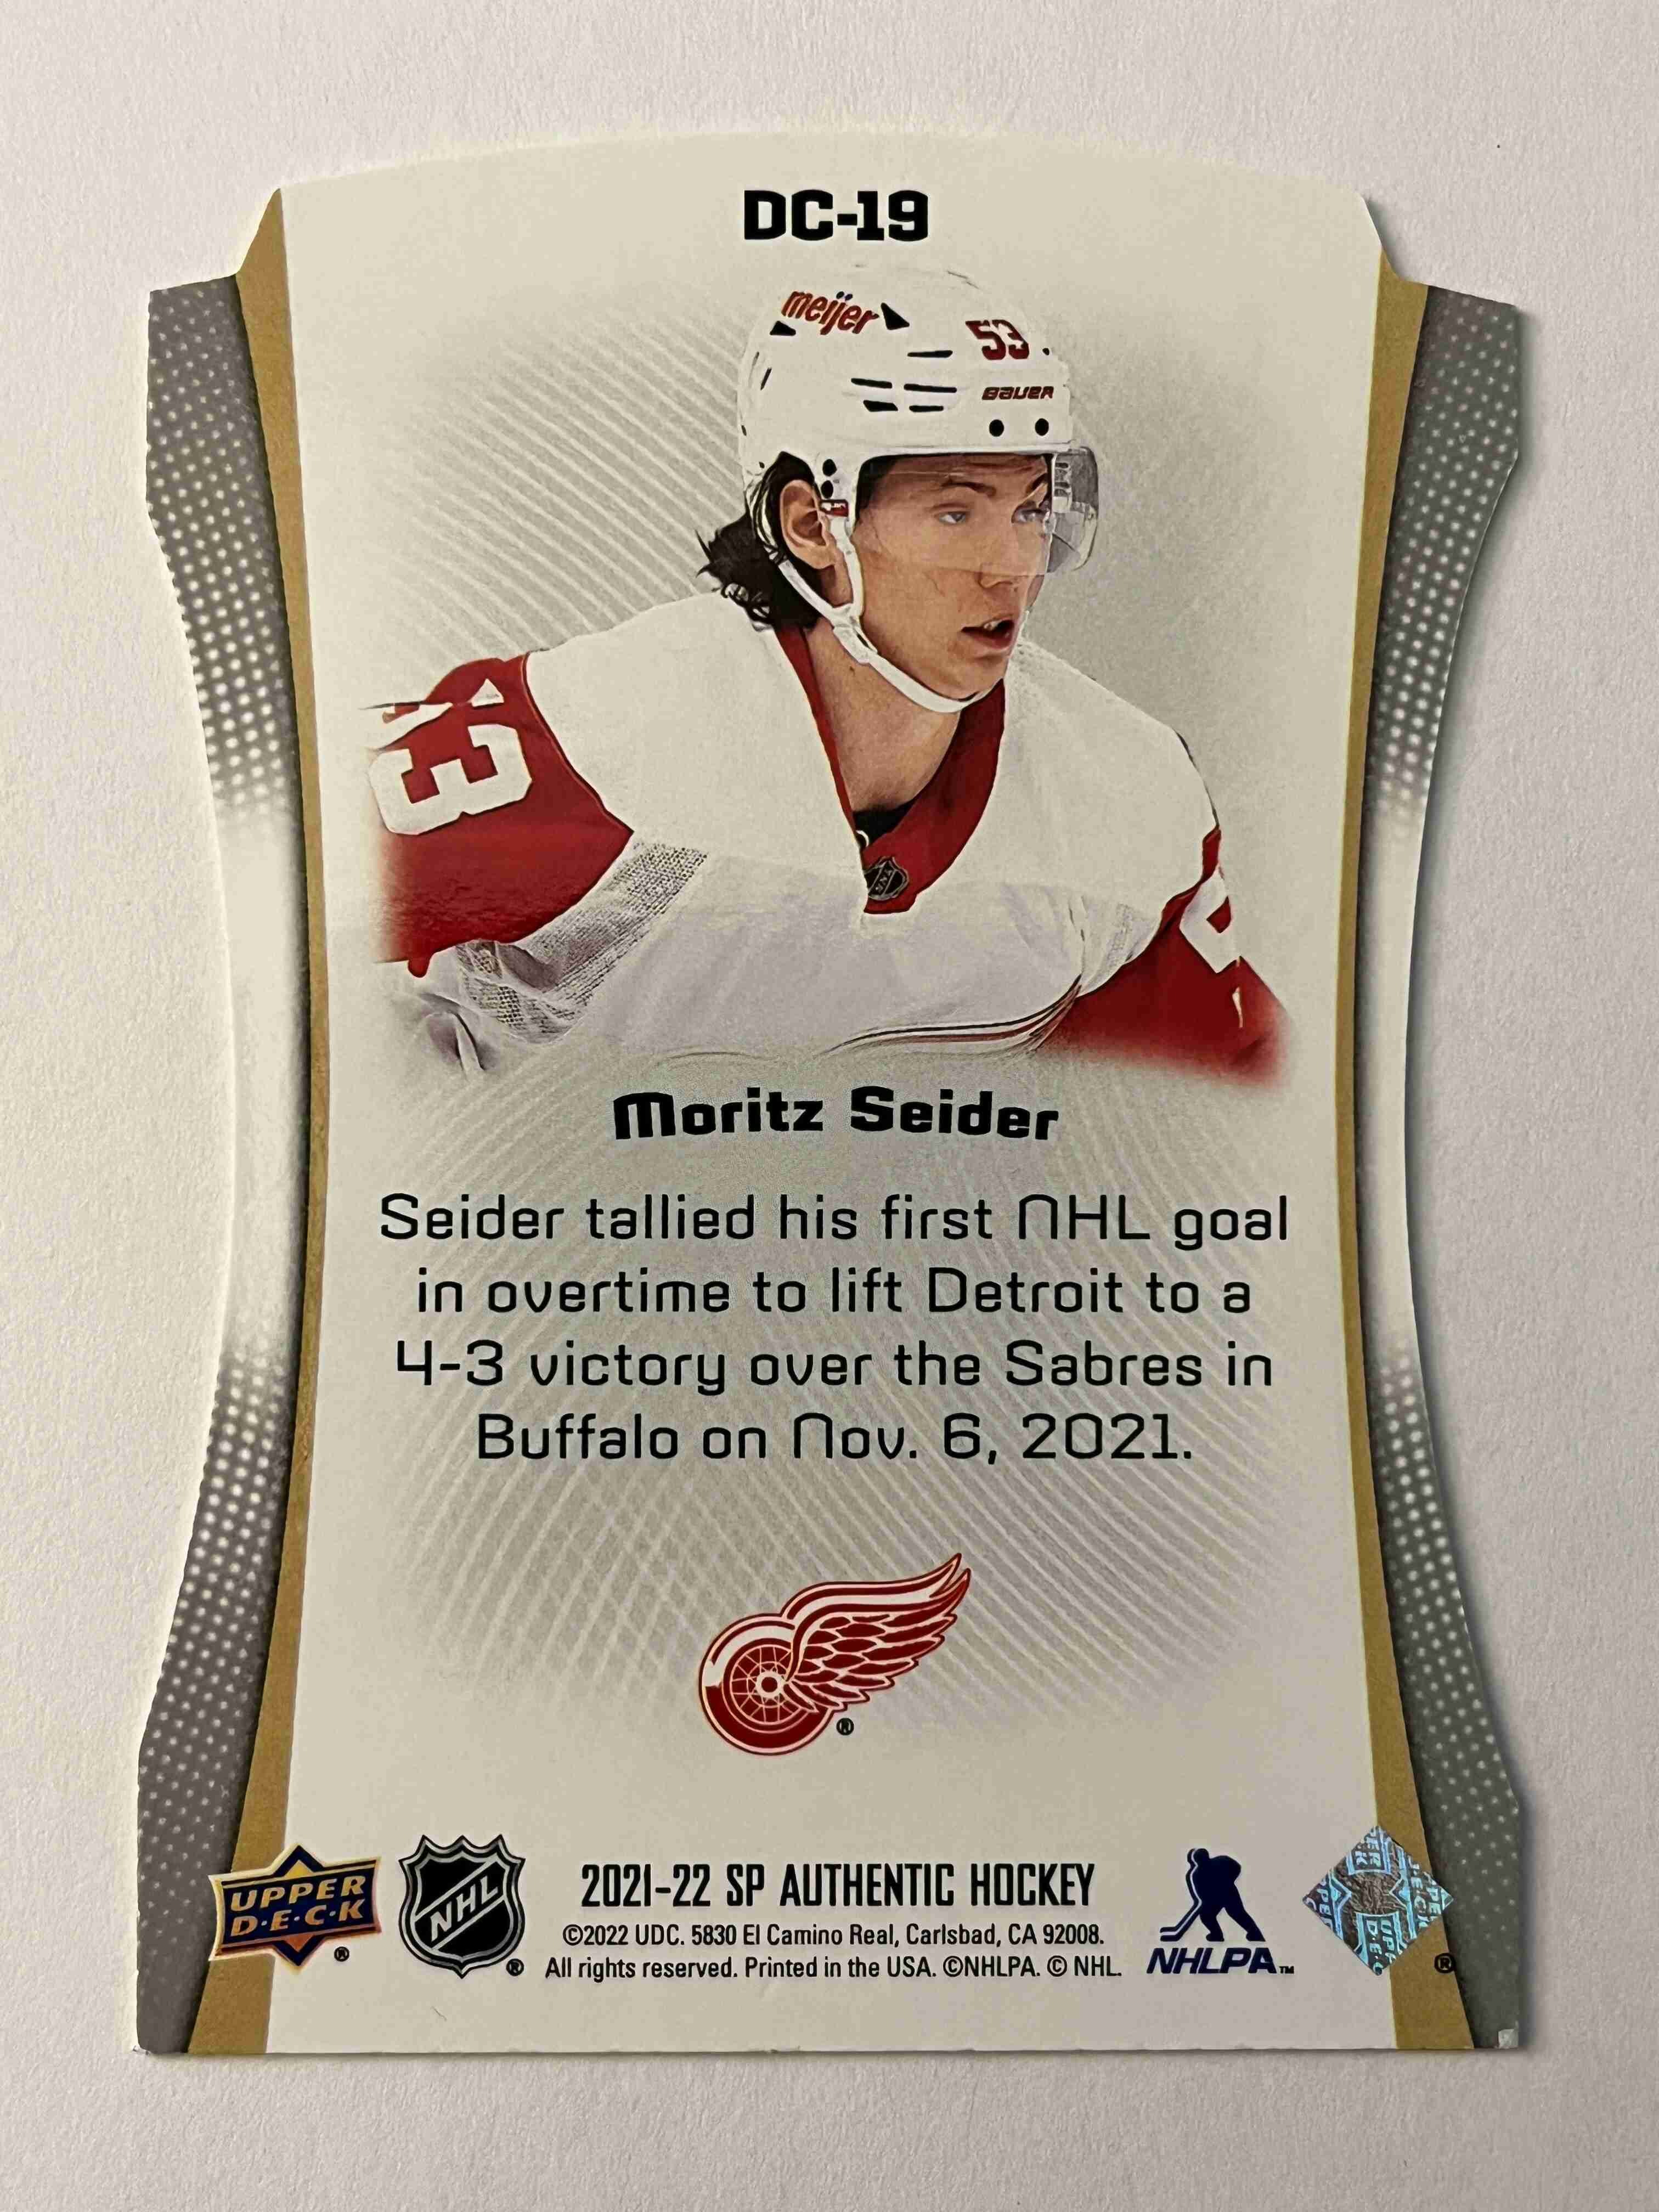 DC-19
meijer
53
BAUER
53
Moritz Seider
Seider tallied his first NHL goal
in overtime to lift Detroit to a
4-3 victory over the Sabres in
Buffalo on Nov. 6, 2021.
®
UPPER
D·E·C·K
®
NHL
®
2021-22 SP AUTHENTIC HOCKEY
©2022 UDC. 5830 El Camino Real, Carlsbad, CA 92008.
All rights reserved. Printed in the USA. ©NHLPA. © NHL.
NHLPA™
®